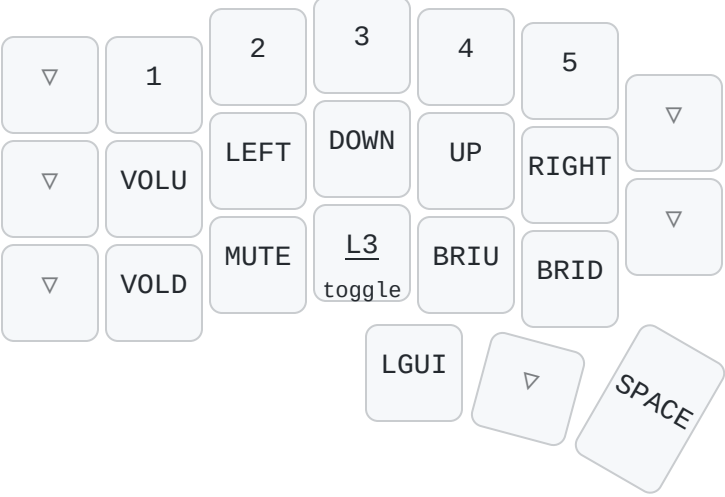 ▽ 1 2 3 4 5
▽ VOLU LEFT DOWN UP RIGHT ▽
▽ VOLD MUTE L3 BRIU BRID ▽
toggle
LGUI ▽ SPACE